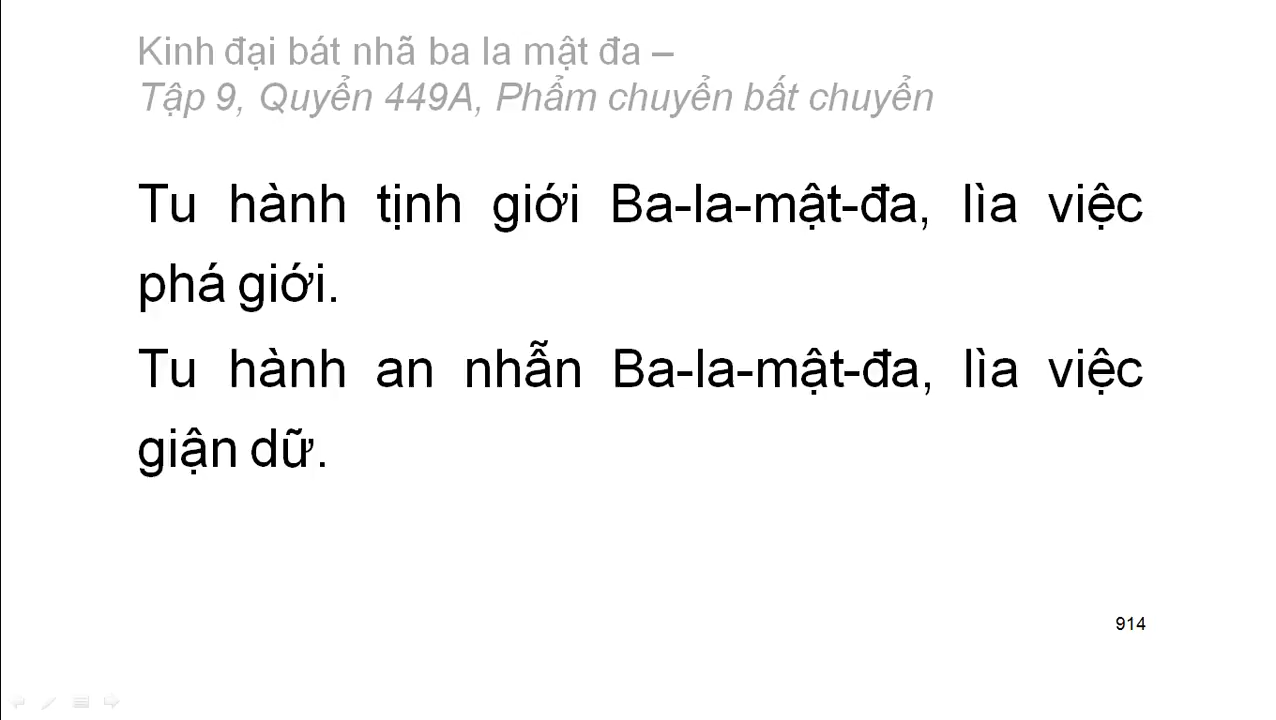 Kinh đại bát nhã ba la mật đa –
Tập 9, Quyển 449A, Phẩm chuyển bất chuyển
Tu hành tịnh giới Ba-la-mật-đa, lìa việc
phá giới.
Tu hành an nhẫn Ba-la-mật-đa, lìa việc
giận dữ.
914